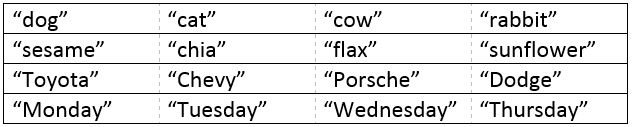 “dog” “cat” “cow” “rabbit”
“sesame” “chia” “flax” “sunflower”
“Toyota” “Chevy” “Porsche” “Dodge”
“Monday” “Tuesday” “Wednesday” “Thursday”